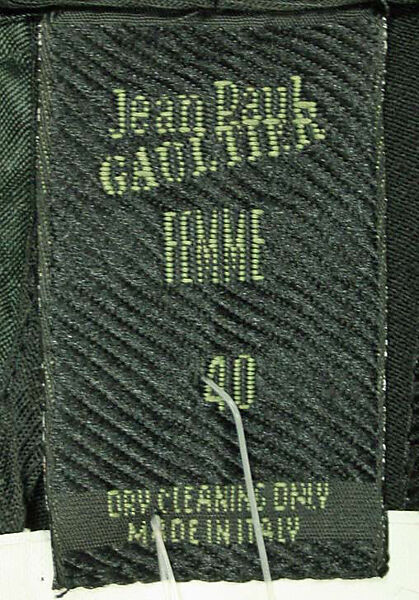 Jean Paul
GAULTIER
FEMME
40
DRY CLEANING ONLY
MADE IN ITALY